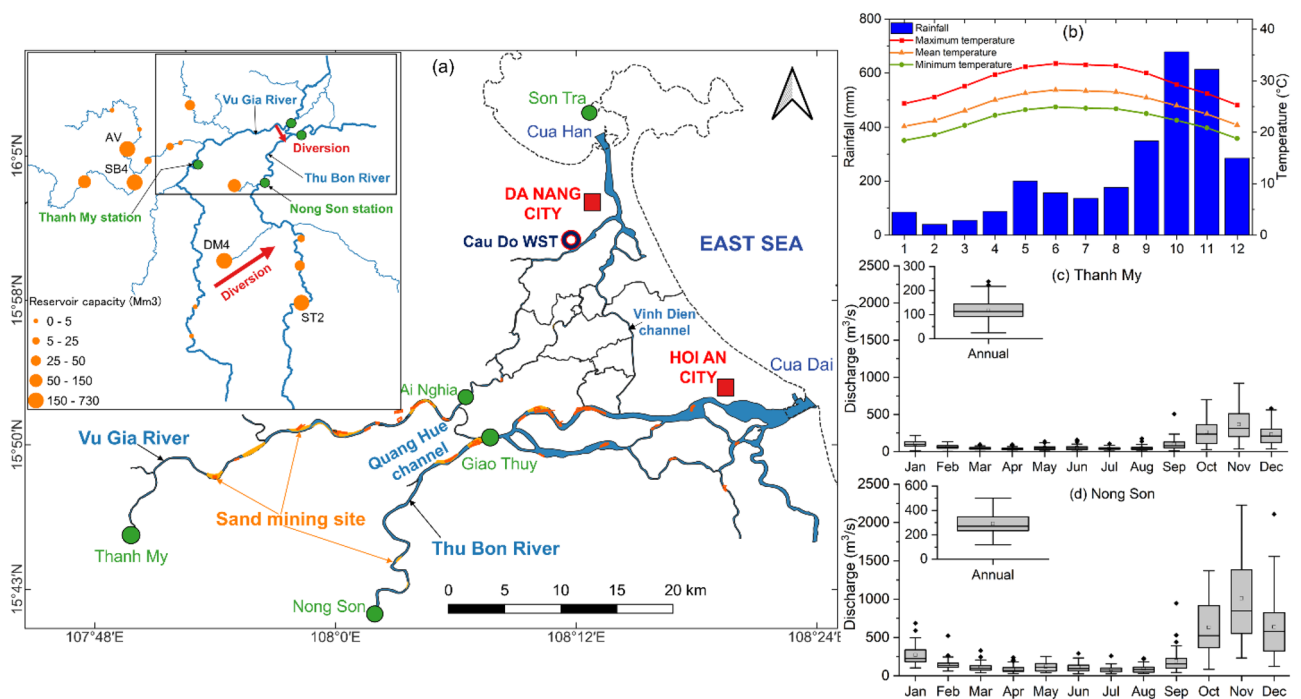 (a)
Vu Gia River
AV
SB4
Diversion
Thu Bon River
Thanh My station
Nong Son station
DM4
Diversion
ST2
Reservoir capacity (Mm3)
0 - 5
5 - 25
25 - 50
50 - 150
150 - 730
Son Tra
Cua Han
DA NANG
CITY
Cau Do WST
EAST SEA
Vinh Dien
channel
HOI AN
CITY
Cua Dai
Ai Nghia
Vu Gia River
Quang Hue
channel
Giao Thuy
Sand mining site
Thanh My
Thu Bon River
Nong Son
0 5 10 15 20 km
16°5'N
15°58'N
15°50'N
15°43'N
107°48'E 108°0'E 108°12'E 108°24'E
(b)
Rainfall
Maximum temperature
Mean temperature
Minimum temperature
Rainfall (mm)
800
600
400
200
0
Temperature (°C)
40
30
20
10
0
1 2 3 4 5 6 7 8 9 10 11 12
(c) Thanh My
Discharge (m³/s)
2500
2000
1500
1000
500
0
300
200
100
0
Annual
Jan Feb Mar Apr May Jun Jul Aug Sep Oct Nov Dec
(d) Nong Son
Discharge (m³/s)
2500
2000
1500
1000
500
0
600
400
200
0
Annual
Jan Feb Mar Apr May Jun Jul Aug Sep Oct Nov Dec